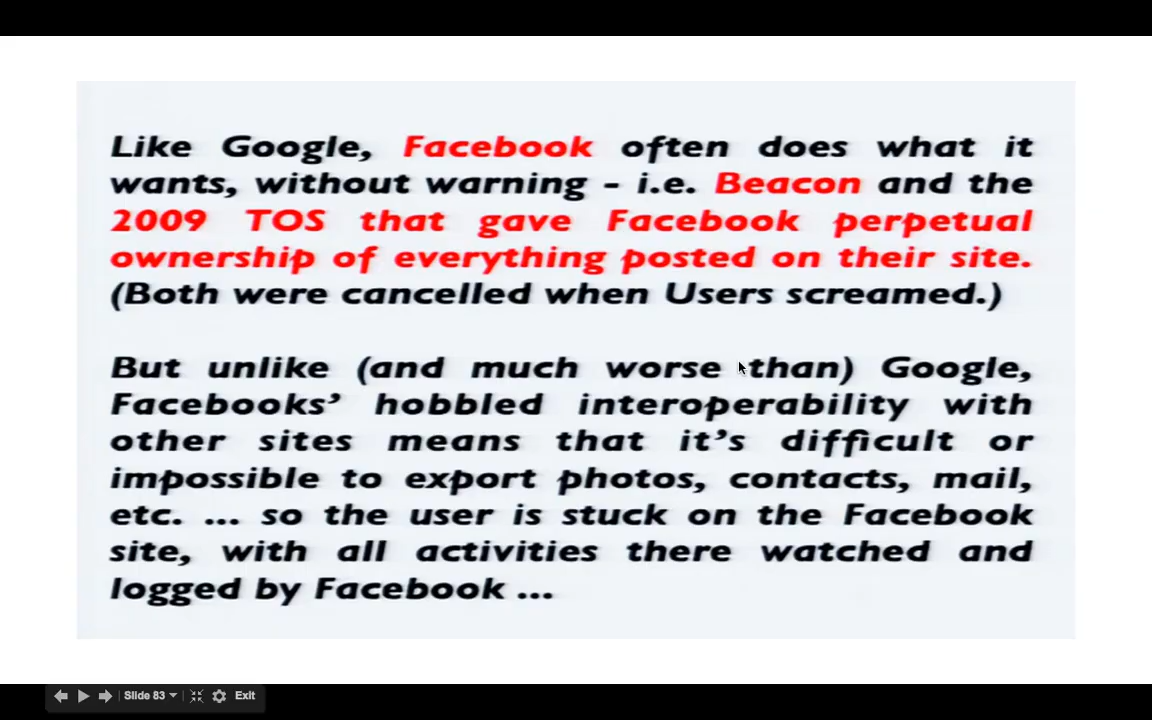 Like Google, Facebook often does what it
wants, without warning - i.e. Beacon and the
2009 TOS that gave Facebook perpetual
ownership of everything posted on their site.
(Both were cancelled when Users screamed.)
But unlike (and much worse than) Google,
Facebooks’ hobbled interoperability with
other sites means that it’s difficult or
impossible to export photos, contacts, mail,
etc. ... so the user is stuck on the Facebook
site, with all activities there watched and
logged by Facebook ...
Slide 83 Exit